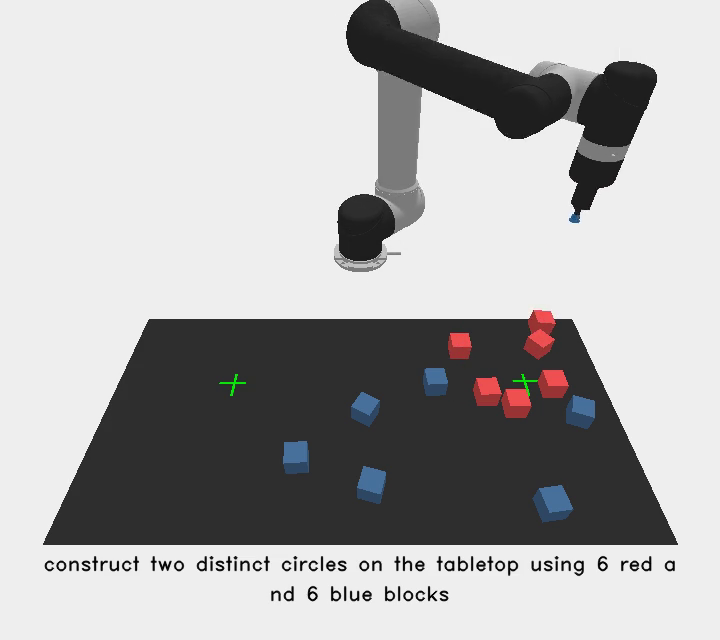 construct two distinct circles on the tabletop using 6 red a
nd 6 blue blocks